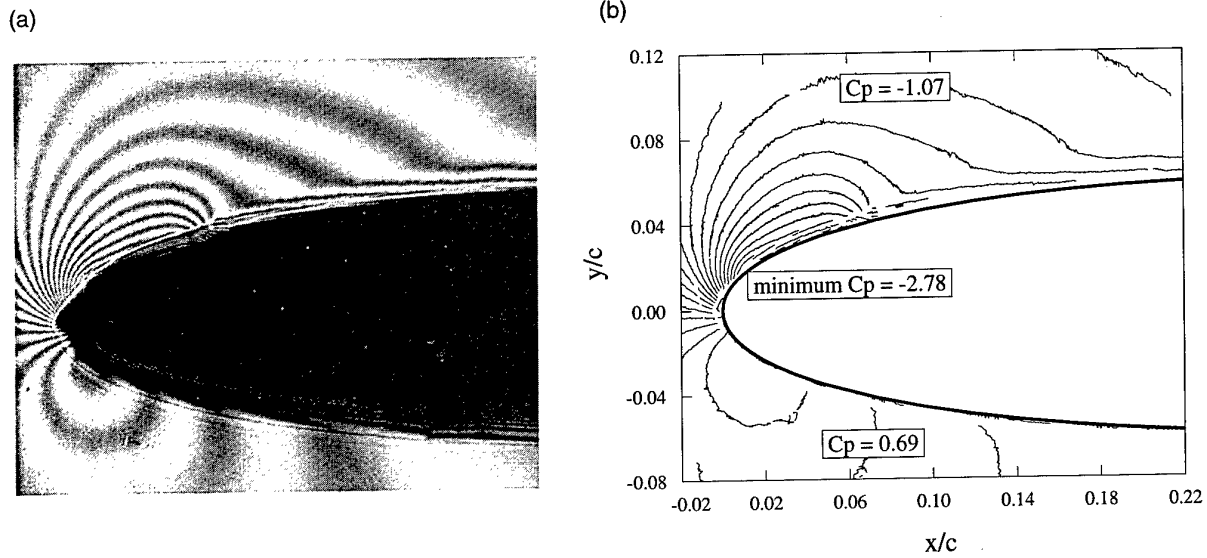 (a)
(b)
0.12
0.08
0.04
0.00
-0.04
-0.08
y/c
Cp = -1.07
minimum Cp = -2.78
Cp = 0.69
-0.02 0.02 0.06 0.10 0.14 0.18 0.22
x/c